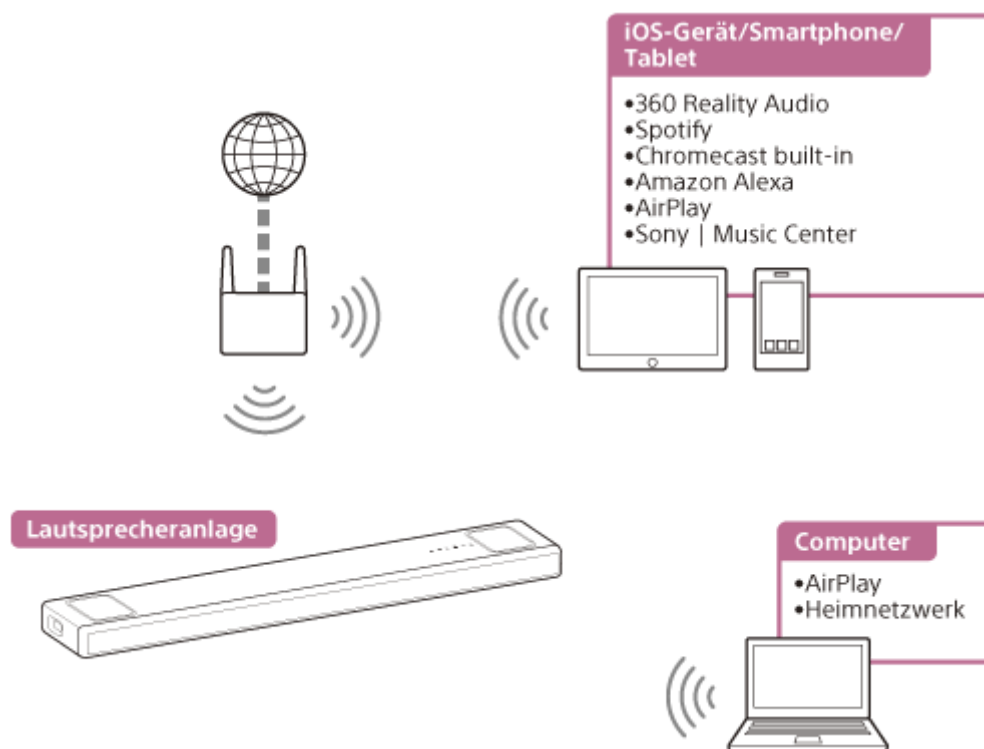 iOS-Gerät/Smartphone/
Tablet
•360 Reality Audio
•Spotify
•Chromecast built-in
•Amazon Alexa
•AirPlay
•Sony | Music Center
Lautsprecheranlage
Computer
•AirPlay
•Heimnetzwerk